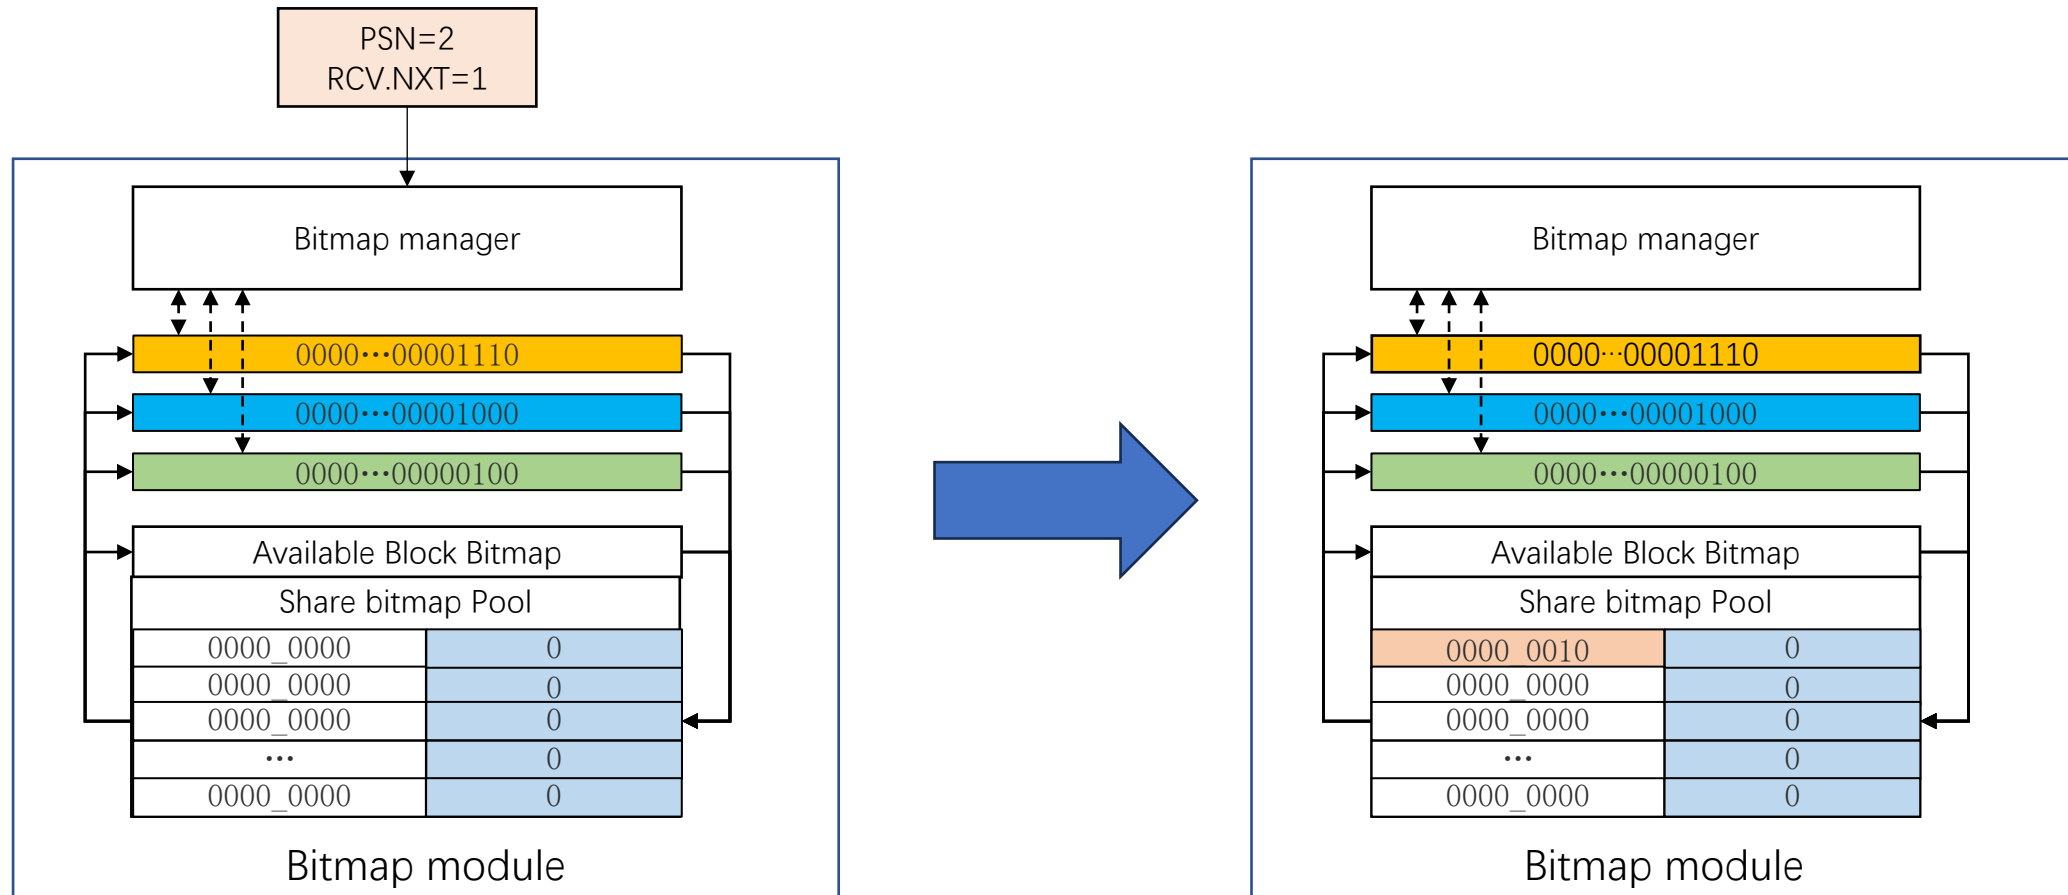 PSN=2
RCV.NXT=1
Bitmap manager
0000···00001110
0000···00001000
0000···00000100
Available Block Bitmap
Share bitmap Pool
0000_0000 0
0000_0000 0
0000_0000 0
··· 0
0000_0000 0
Bitmap module
Bitmap manager
0000···00001110
0000···00001000
0000···00000100
Available Block Bitmap
Share bitmap Pool
0000_0010 0
0000_0000 0
0000_0000 0
··· 0
0000_0000 0
Bitmap module